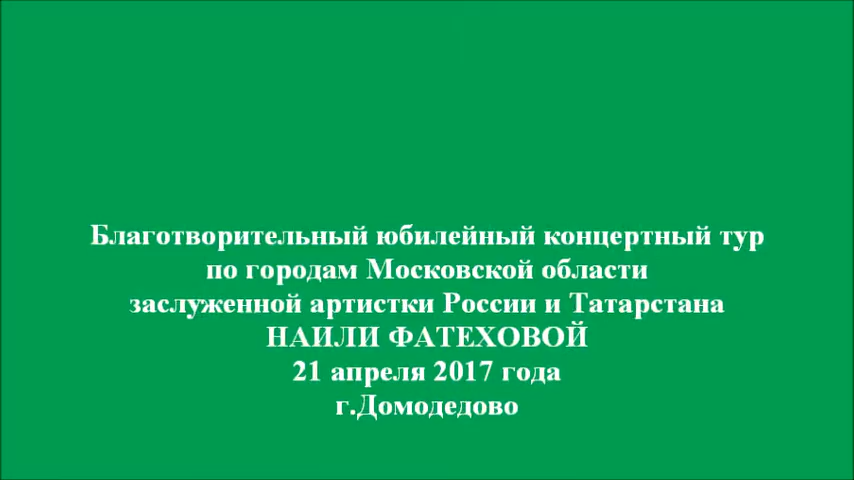 Благотворительный юбилейный концертный тур
по городам Московской области
заслуженной артистки России и Татарстана
НАИЛИ ФАТЕХОВОЙ
21 апреля 2017 года
г.Домодедово